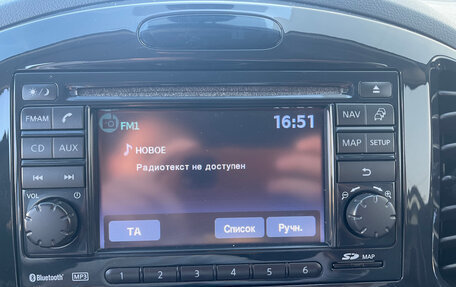 FM1 16:51
НОВОЕ
Радиотекст не доступен
TA Список Ручн.
FM·AM
CD AUX
VOL
NAV
MAP SETUP
SD MAP
Bluetooth MP3
1 2 3 4 5 6